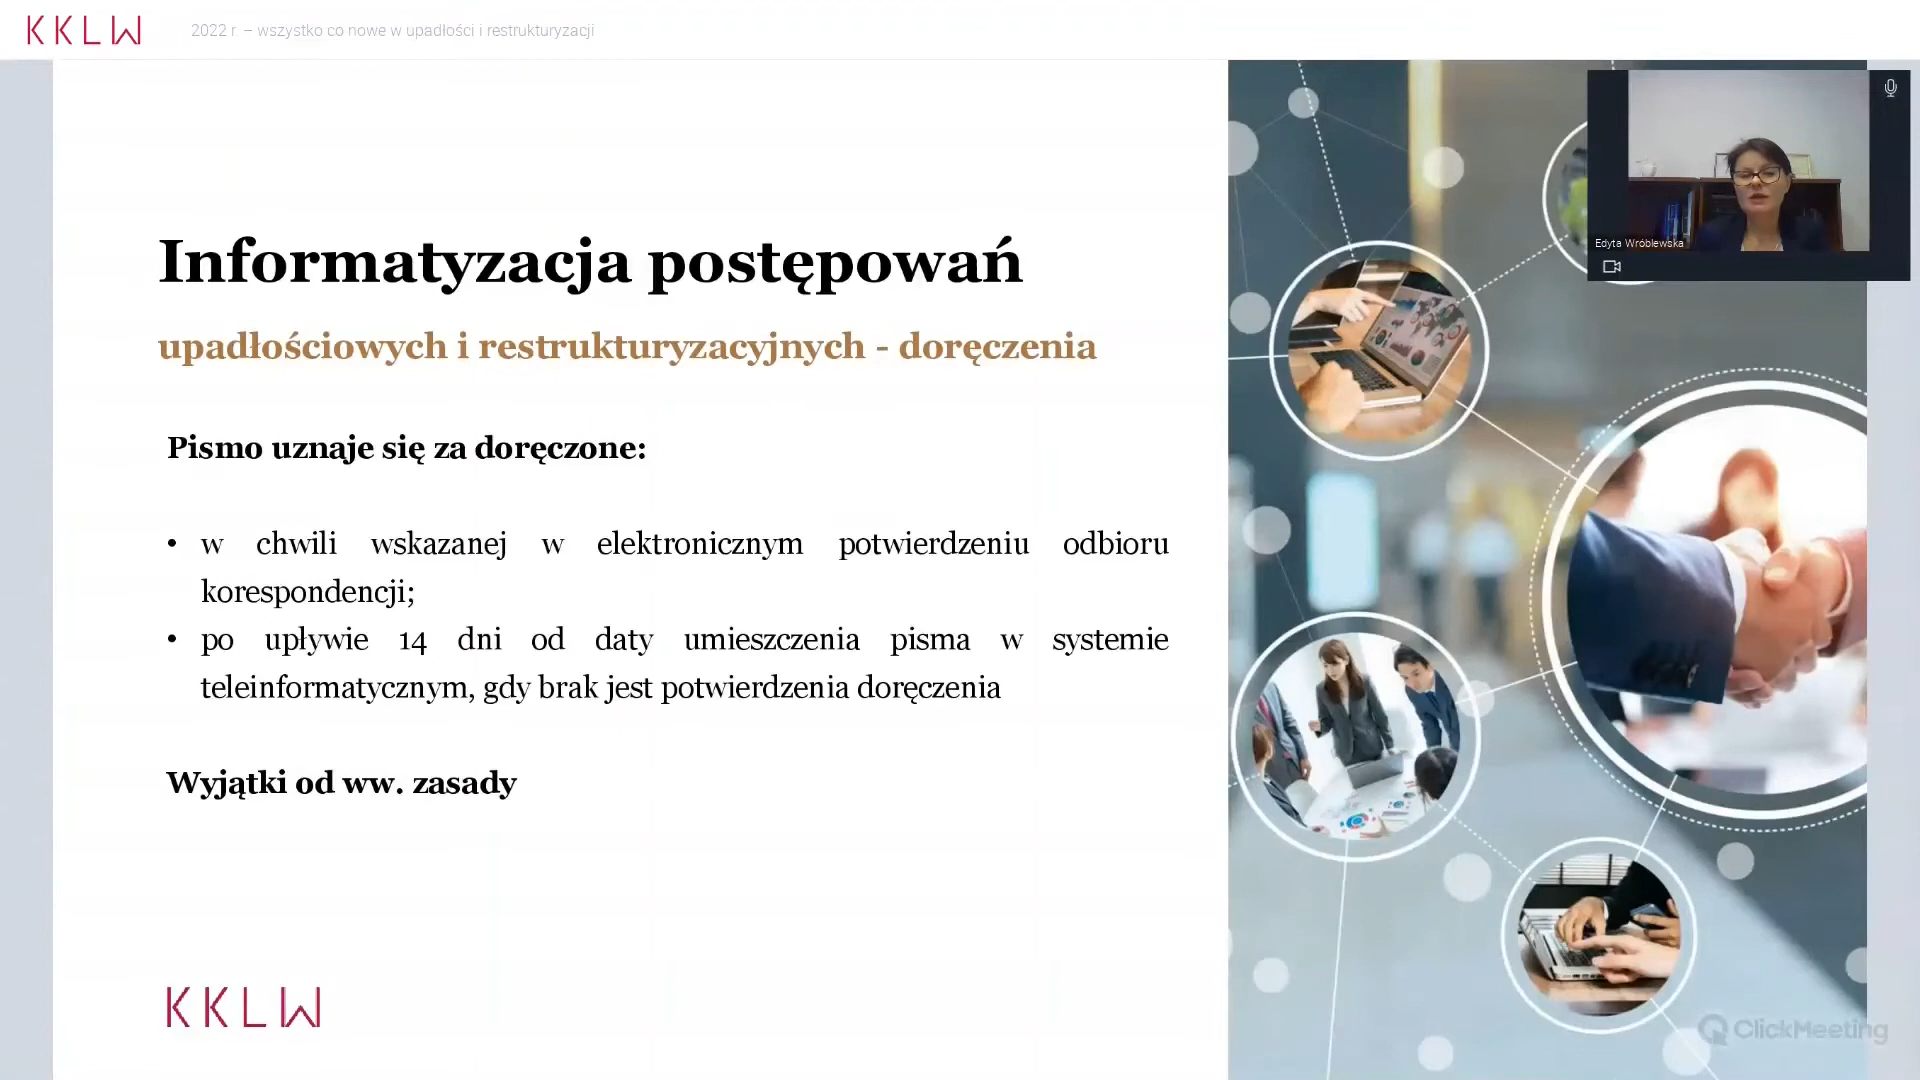 KKLW
2022 r. – wszystko co nowe w upadłości i restrukturyzacji
Edyta Wróblewska
Informatyzacja postępowań
upadłościowych i restrukturyzacyjnych - doręczenia
Pismo uznaje się za doręczone:
• w chwili wskazanej w elektronicznym potwierdzeniu odbioru
korespondencji;
• po upływie 14 dni od daty umieszczenia pisma w systemie
teleinformatycznym, gdy brak jest potwierdzenia doręczenia
Wyjątki od ww. zasady
KKLW
ClickMeeting